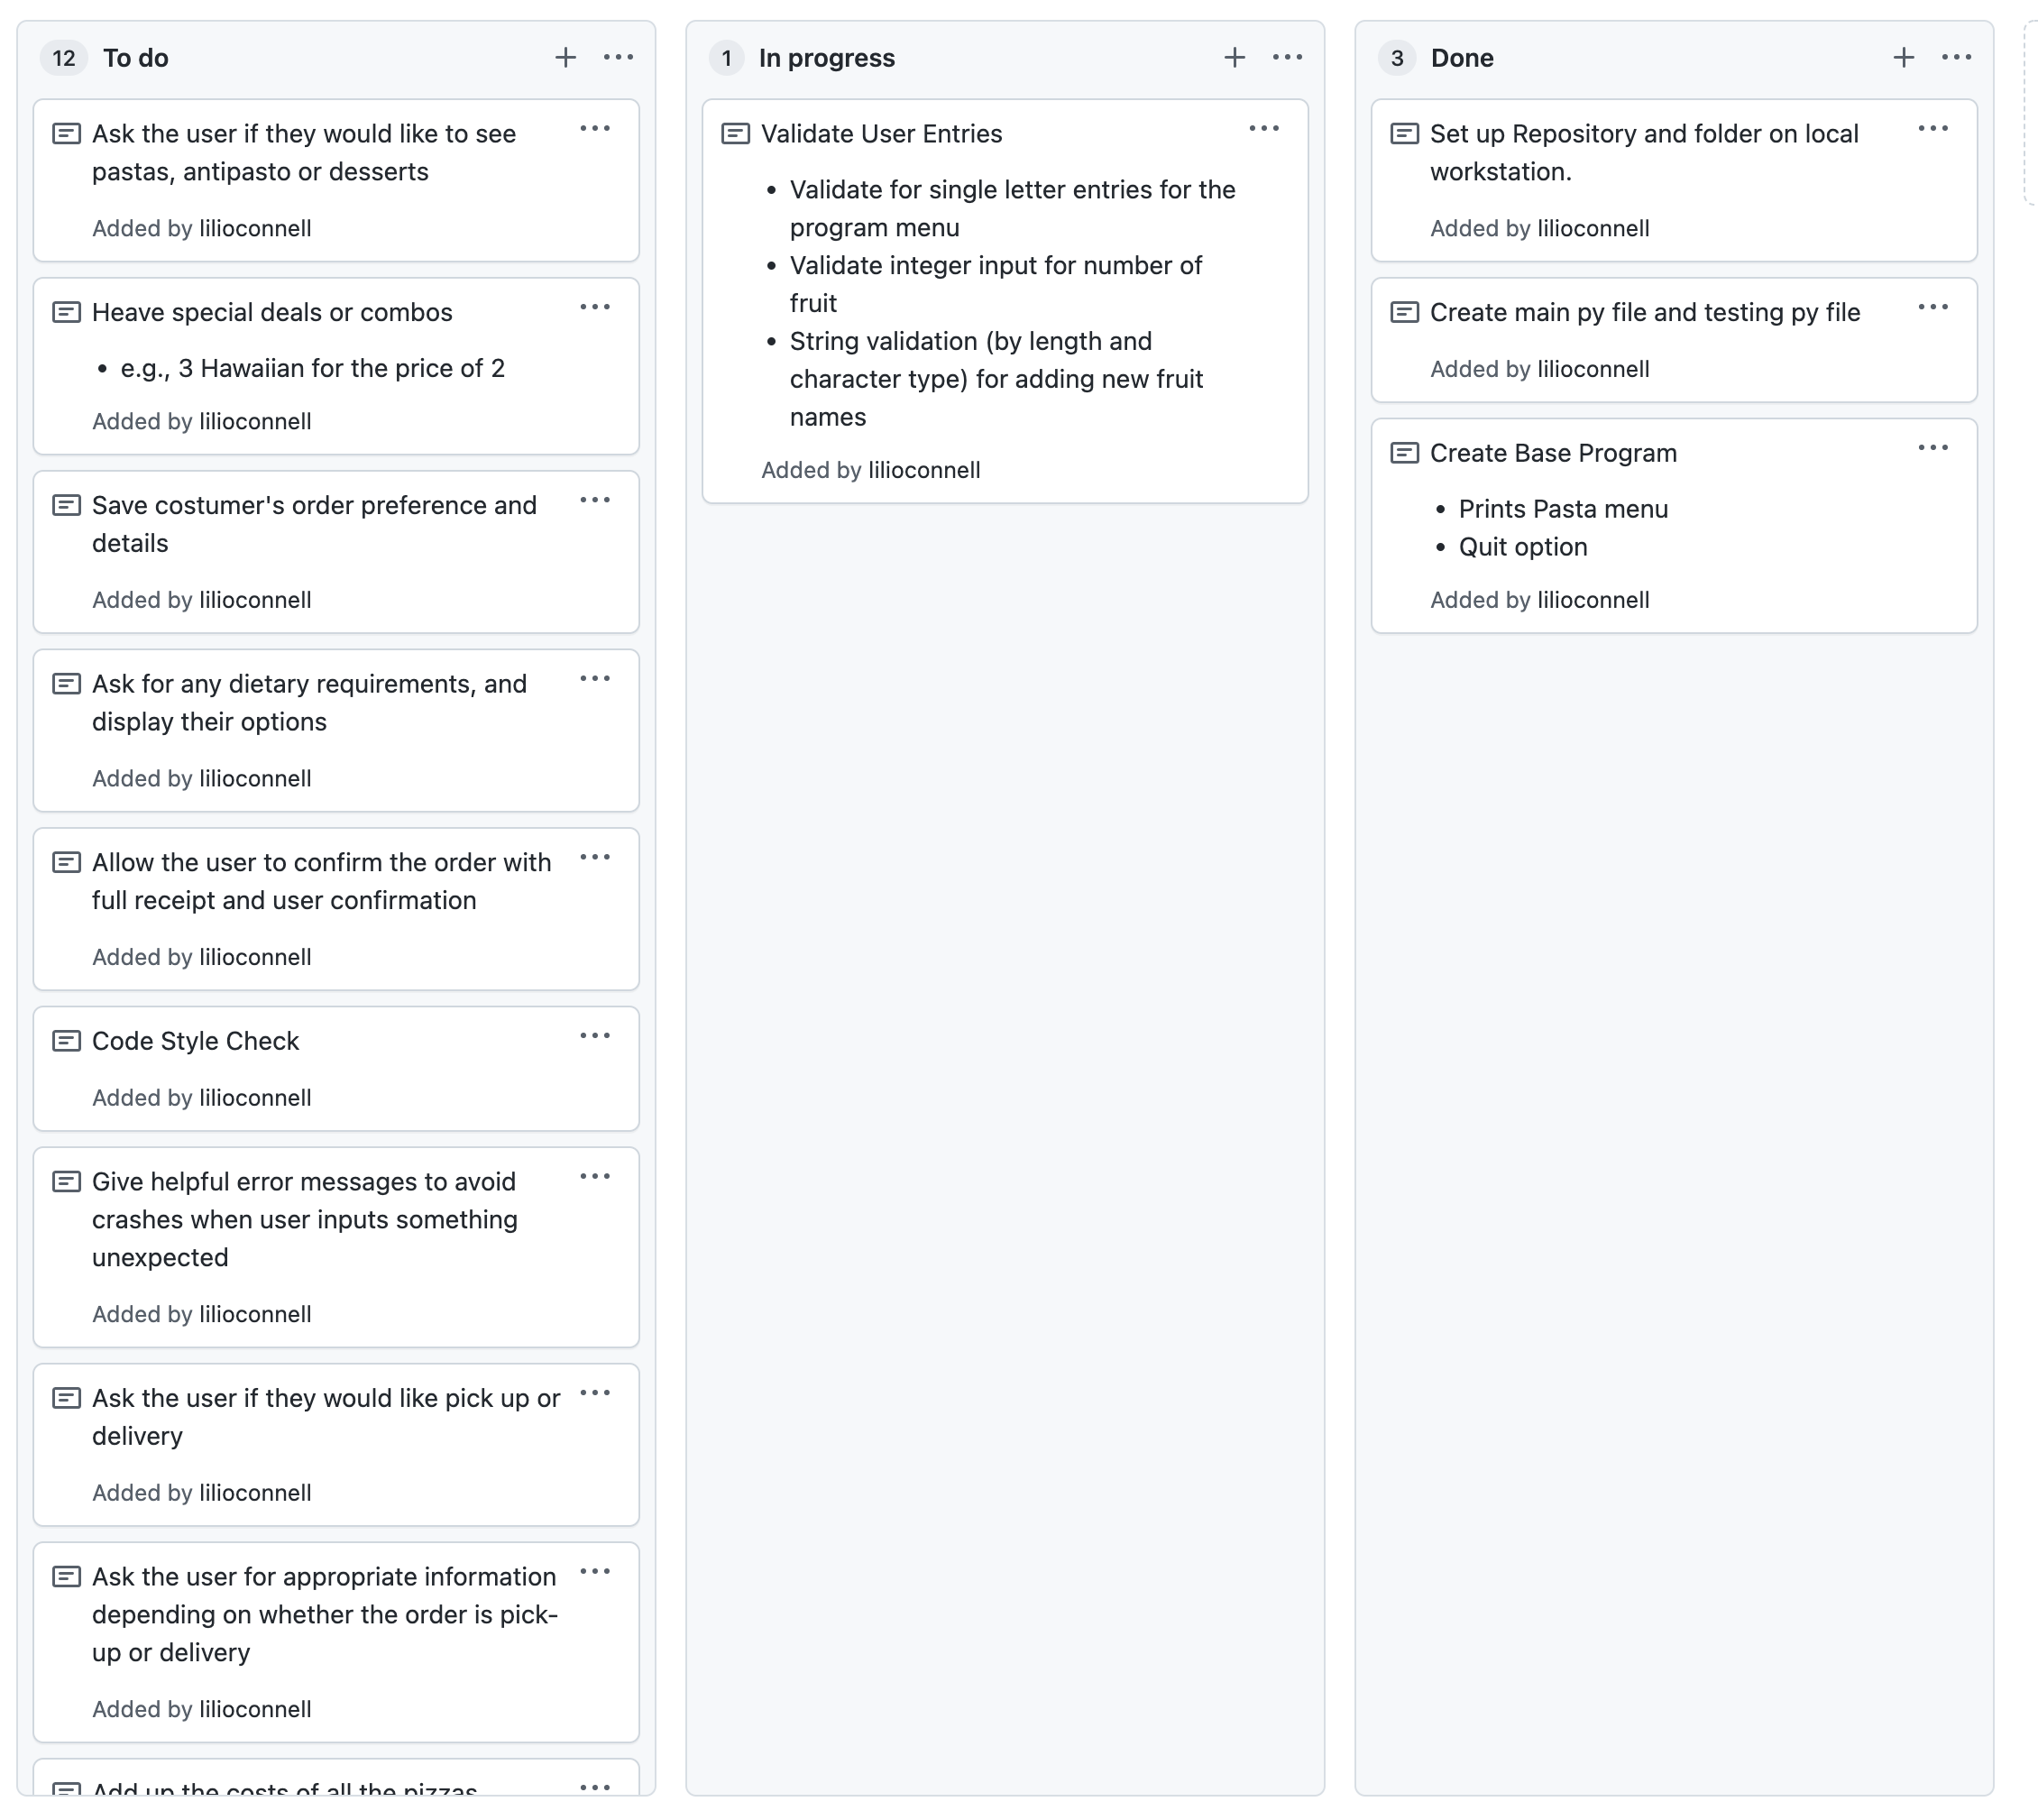 12 To do
Ask the user if they would like to see
pastas, antipasto or desserts
Added by lilioconnell
Heave special deals or combos
• e.g., 3 Hawaiian for the price of 2
Added by lilioconnell
Save costumer's order preference and
details
Added by lilioconnell
Ask for any dietary requirements, and
display their options
Added by lilioconnell
Allow the user to confirm the order with
full receipt and user confirmation
Added by lilioconnell
Code Style Check
Added by lilioconnell
Give helpful error messages to avoid
crashes when user inputs something
unexpected
Added by lilioconnell
Ask the user if they would like pick up or
delivery
Added by lilioconnell
Ask the user for appropriate information
depending on whether the order is pick-
up or delivery
Added by lilioconnell
Add up the costs of all the pizzas
1 In progress
Validate User Entries
• Validate for single letter entries for the
program menu
• Validate integer input for number of
fruit
• String validation (by length and
character type) for adding new fruit
names
Added by lilioconnell
3 Done
Set up Repository and folder on local
workstation.
Added by lilioconnell
Create main py file and testing py file
Added by lilioconnell
Create Base Program
• Prints Pasta menu
• Quit option
Added by lilioconnell